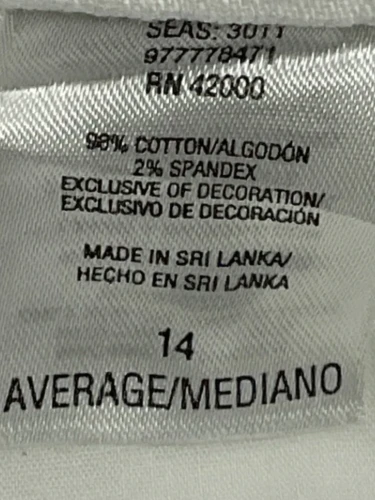 SEAS: 3011
977778471
RN 42000
98% COTTON/ALGODÓN
2% SPANDEX
EXCLUSIVE OF DECORATION/
EXCLUSIVO DE DECORACIÓN
MADE IN SRI LANKA/
HECHO EN SRI LANKA
14
AVERAGE/MEDIANO